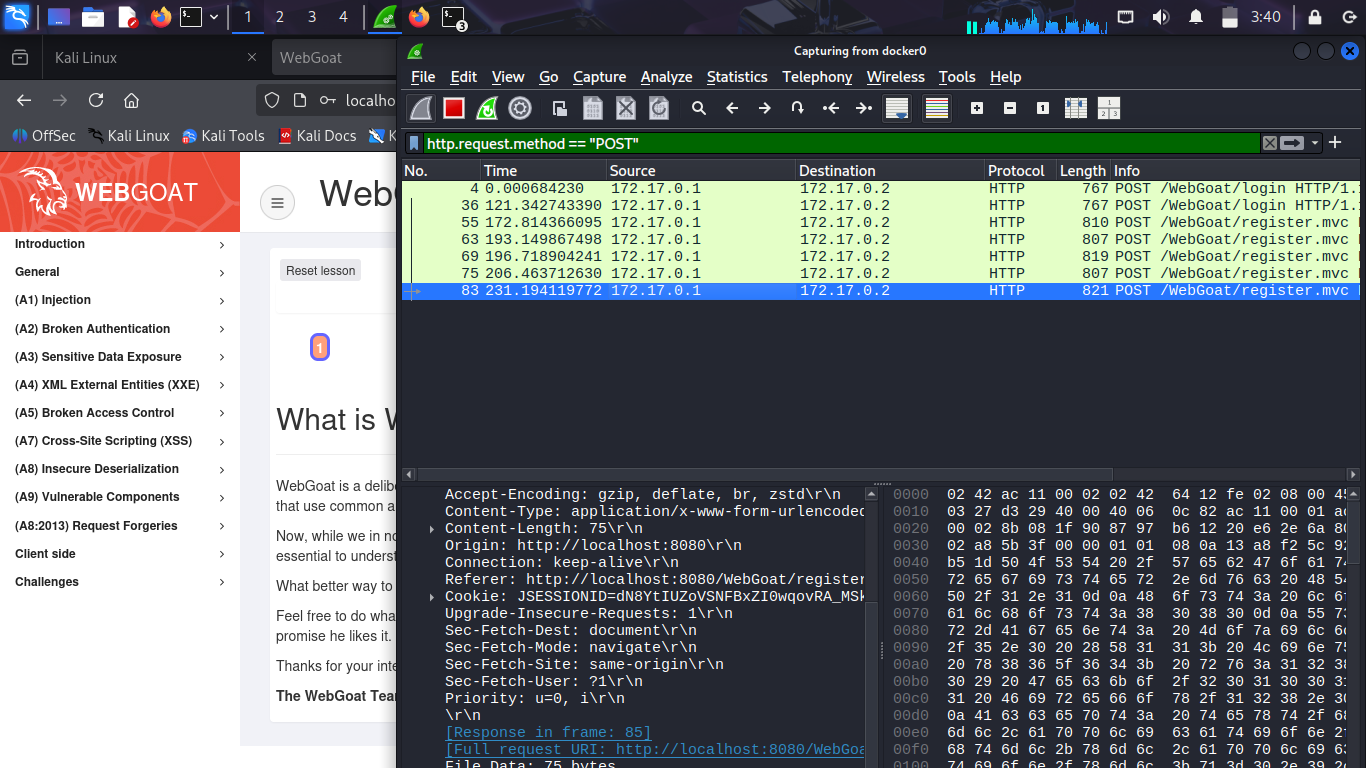 1 2 3 4 3 3:40
Capturing from docker0
Kali Linux × WebGoat
File Edit View Go Capture Analyze Statistics Telephony Wireless Tools Help
localho
OffSec Kali Linux Kali Tools Kali Docs K
http.request.method == "POST"
No. Time Source Destination Protocol Length Info
4 0.000684230 172.17.0.1 172.17.0.2 HTTP 767 POST /WebGoat/login HTTP/1.
36 121.342743390 172.17.0.1 172.17.0.2 HTTP 767 POST /WebGoat/login HTTP/1.
55 172.814366095 172.17.0.1 172.17.0.2 HTTP 810 POST /WebGoat/register.mvc
63 193.149867498 172.17.0.1 172.17.0.2 HTTP 807 POST /WebGoat/register.mvc
69 196.718904241 172.17.0.1 172.17.0.2 HTTP 819 POST /WebGoat/register.mvc
75 206.463712630 172.17.0.1 172.17.0.2 HTTP 807 POST /WebGoat/register.mvc
83 231.194119772 172.17.0.1 172.17.0.2 HTTP 821 POST /WebGoat/register.mvc
WEBGOAT
Introduction
General
(A1) Injection
(A2) Broken Authentication
(A3) Sensitive Data Exposure
(A4) XML External Entities (XXE)
(A5) Broken Access Control
(A7) Cross-Site Scripting (XSS)
(A8) Insecure Deserialization
(A9) Vulnerable Components
(A8:2013) Request Forgeries
Client side
Challenges
Web
Reset lesson
1
What is W
WebGoat is a delibe
that use common a
Now, while we in no
essential to underst
What better way to
Feel free to do wha
promise he likes it.
Thanks for your inte
The WebGoat Tea
Accept-Encoding: gzip, deflate, br, zstd\r\n
Content-Type: application/x-www-form-urlencoded
Content-Length: 75\r\n
Origin: http://localhost:8080\r\n
Connection: keep-alive\r\n
Referer: http://localhost:8080/WebGoat/register
Cookie: JSESSIONID=dN8YtIUZoVSNFBxZI0wqovRA_MSk
Upgrade-Insecure-Requests: 1\r\n
Sec-Fetch-Dest: document\r\n
Sec-Fetch-Mode: navigate\r\n
Sec-Fetch-Site: same-origin\r\n
Sec-Fetch-User: ?1\r\n
Priority: u=0, i\r\n
\r\n
[Response in frame: 85]
[Full request URI: http://localhost:8080/WebGoa
File Data: 75 bytes
0000 02 42 ac 11 00 02 02 42 64 12 fe 02 08 00 45
0010 03 27 d3 29 40 00 40 06 0c 82 ac 11 00 01 ac
0020 00 02 8b 08 1f 90 87 97 b6 12 20 e6 2e 6a 80
0030 02 a8 5b 3f 00 00 01 01 08 0a 13 a8 f2 5c 92
0040 b5 1d 50 4f 53 54 20 2f 57 65 62 47 6f 61 74
0050 72 65 67 69 73 74 65 72 2e 6d 76 63 20 48 54
0060 50 2f 31 2e 31 0d 0a 48 6f 73 74 3a 20 6c 6f
0070 61 6c 68 6f 73 74 3a 38 30 38 30 0d 0a 55 73
0080 72 2d 41 67 65 6e 74 3a 20 4d 6f 7a 69 6c 6c
0090 2f 35 2e 30 20 28 58 31 31 3b 20 4c 69 6e 75
00a0 20 78 38 36 5f 36 34 3b 20 72 76 3a 31 32 38
00b0 30 29 20 47 65 63 6b 6f 2f 32 30 31 30 30 31
00c0 31 20 46 69 72 65 66 6f 78 2f 31 32 38 2e 30
00d0 0a 41 63 63 65 70 74 3a 20 74 65 78 74 2f 68
00e0 6d 6c 2c 61 70 70 6c 69 63 61 74 69 6f 6e 2f
00f0 68 74 6d 6c 2b 78 6d 6c 2c 61 70 70 6c 69 63
0100 74 69 6f 6e 2f 78 6d 6c 3b 71 3d 30 2e 39 2c